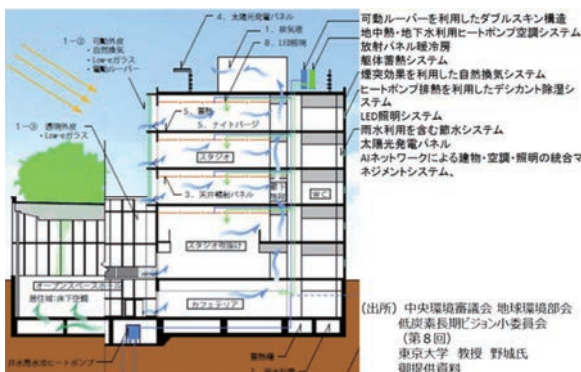 4. 太陽光発電パネル
1-③ 可動外皮
・自然換気
・Low-eガラス
・電動ルーバー
1. 排気塔
8. LED照明
5. 蓄熱
5. ナイトパージ
1-③ 透明外皮
・Low-eガラス
スタジオ
3. 天井輻射パネル
WC
スタジオ吹抜け
居住域:床下空調
カフェテリア
井水用水冷ヒートポンプ
蓄熱槽
可動ルーバーを利用したダブルスキン構造
地中熱・地下水利用ヒートポンプ空調システム
放射パネル暖冷房
躯体蓄熱システム
煙突効果を利用した自然換気システム
ヒートポンプ排熱を利用したデシカント除湿シ
ステム
LED照明システム
雨水利用を含む節水システム
太陽光発電パネル
AIネットワークによる建物・空調・照明の統合マ
ネジメントシステム、
(出所) 中央環境審議会 地球環境部会
低炭素長期ビジョン小委員会
(第8回)
東京大学 教授 野城氏
御提供資料